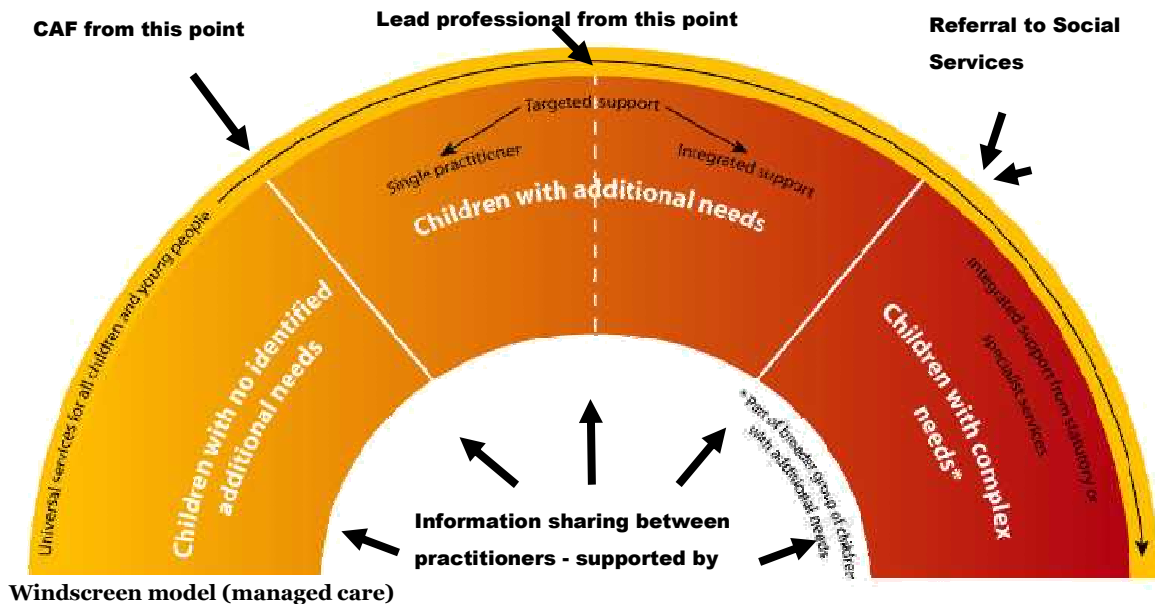 CAF from this point
Lead professional from this point
Referral to Social
Services
Targeted support
Single practitioner
Integrated support
Children with additional needs
Universal services for all children and young people
Children with no identified
additional needs
Integrated support from statutory or
specialist services
Children with complex
needs*
*Part of broader group of children
with additional needs
Information sharing between
practitioners - supported by
Windscreen model (managed care)